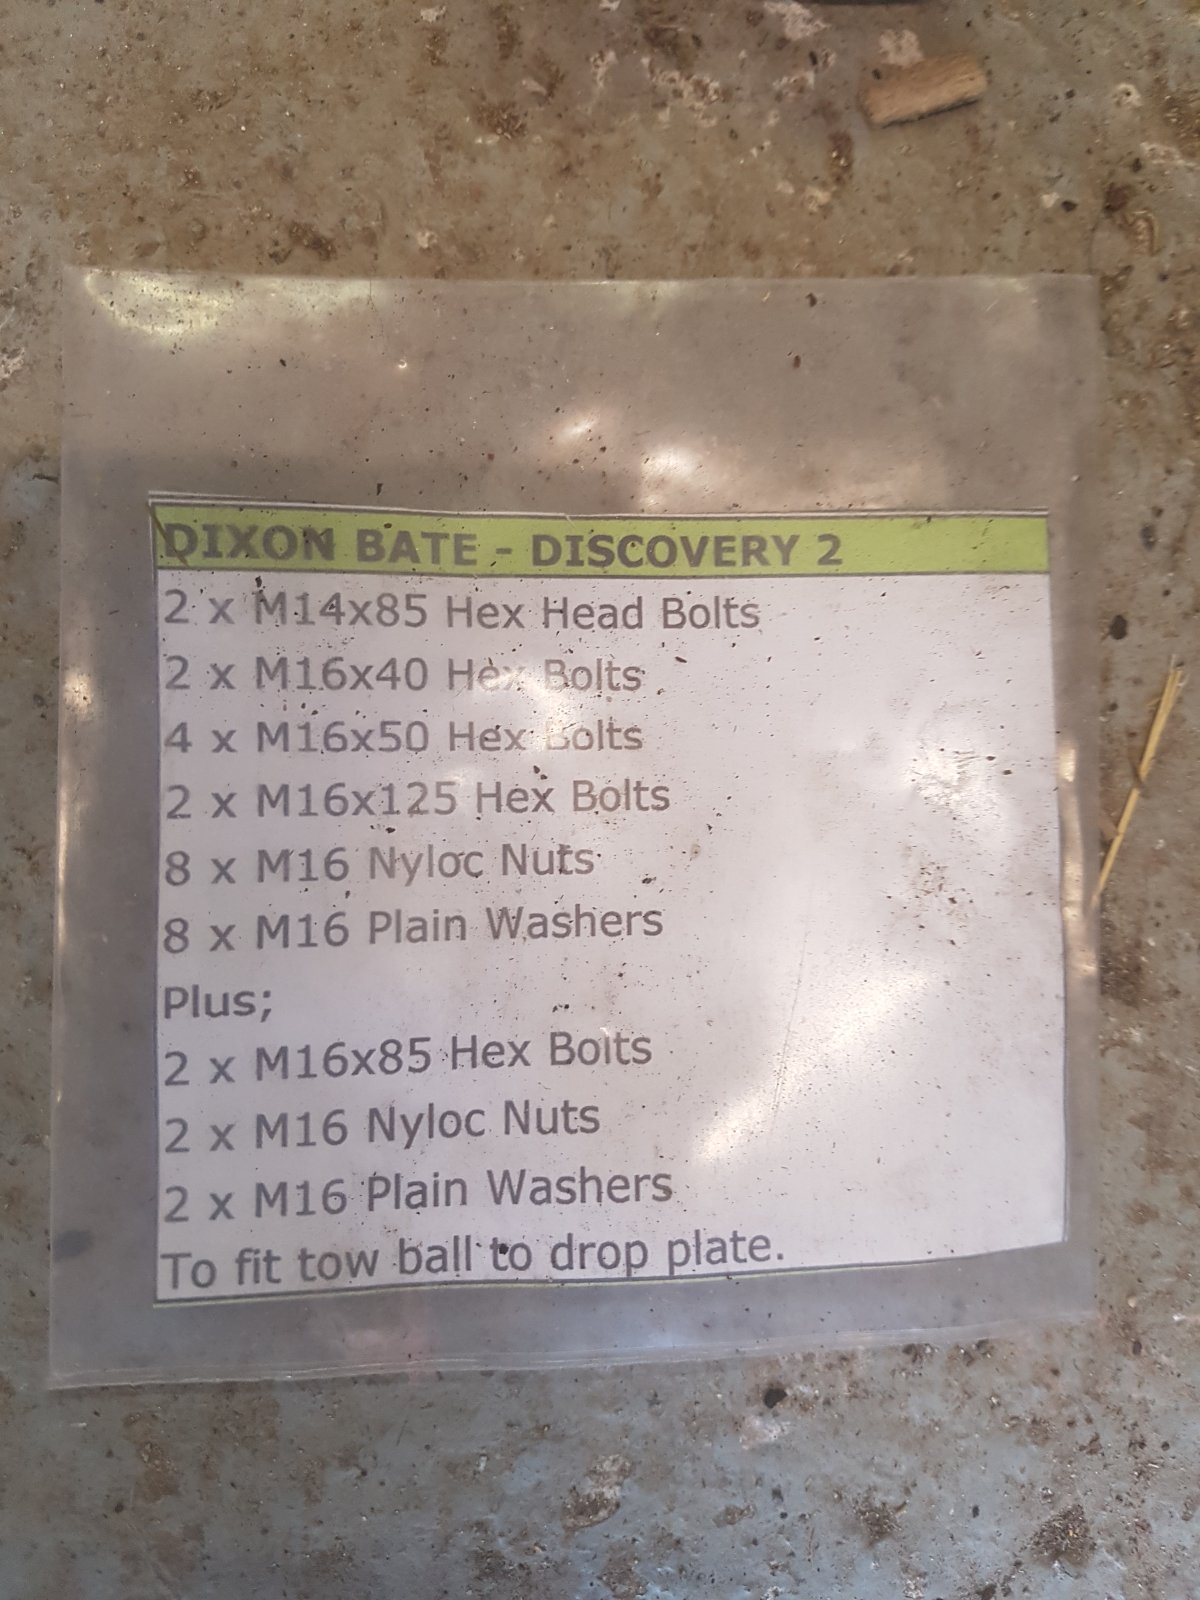 DIXON BATE - DISCOVERY 2
2 x M14x85 Hex Head Bolts
2 x M16x40 Hex Bolts
4 x M16x50 Hex Bolts
2 x M16x125 Hex Bolts
8 x M16 Nyloc Nuts
8 x M16 Plain Washers
Plus;
2 x M16x85 Hex Bolts
2 x M16 Nyloc Nuts
2 x M16 Plain Washers
To fit tow ball to drop plate.